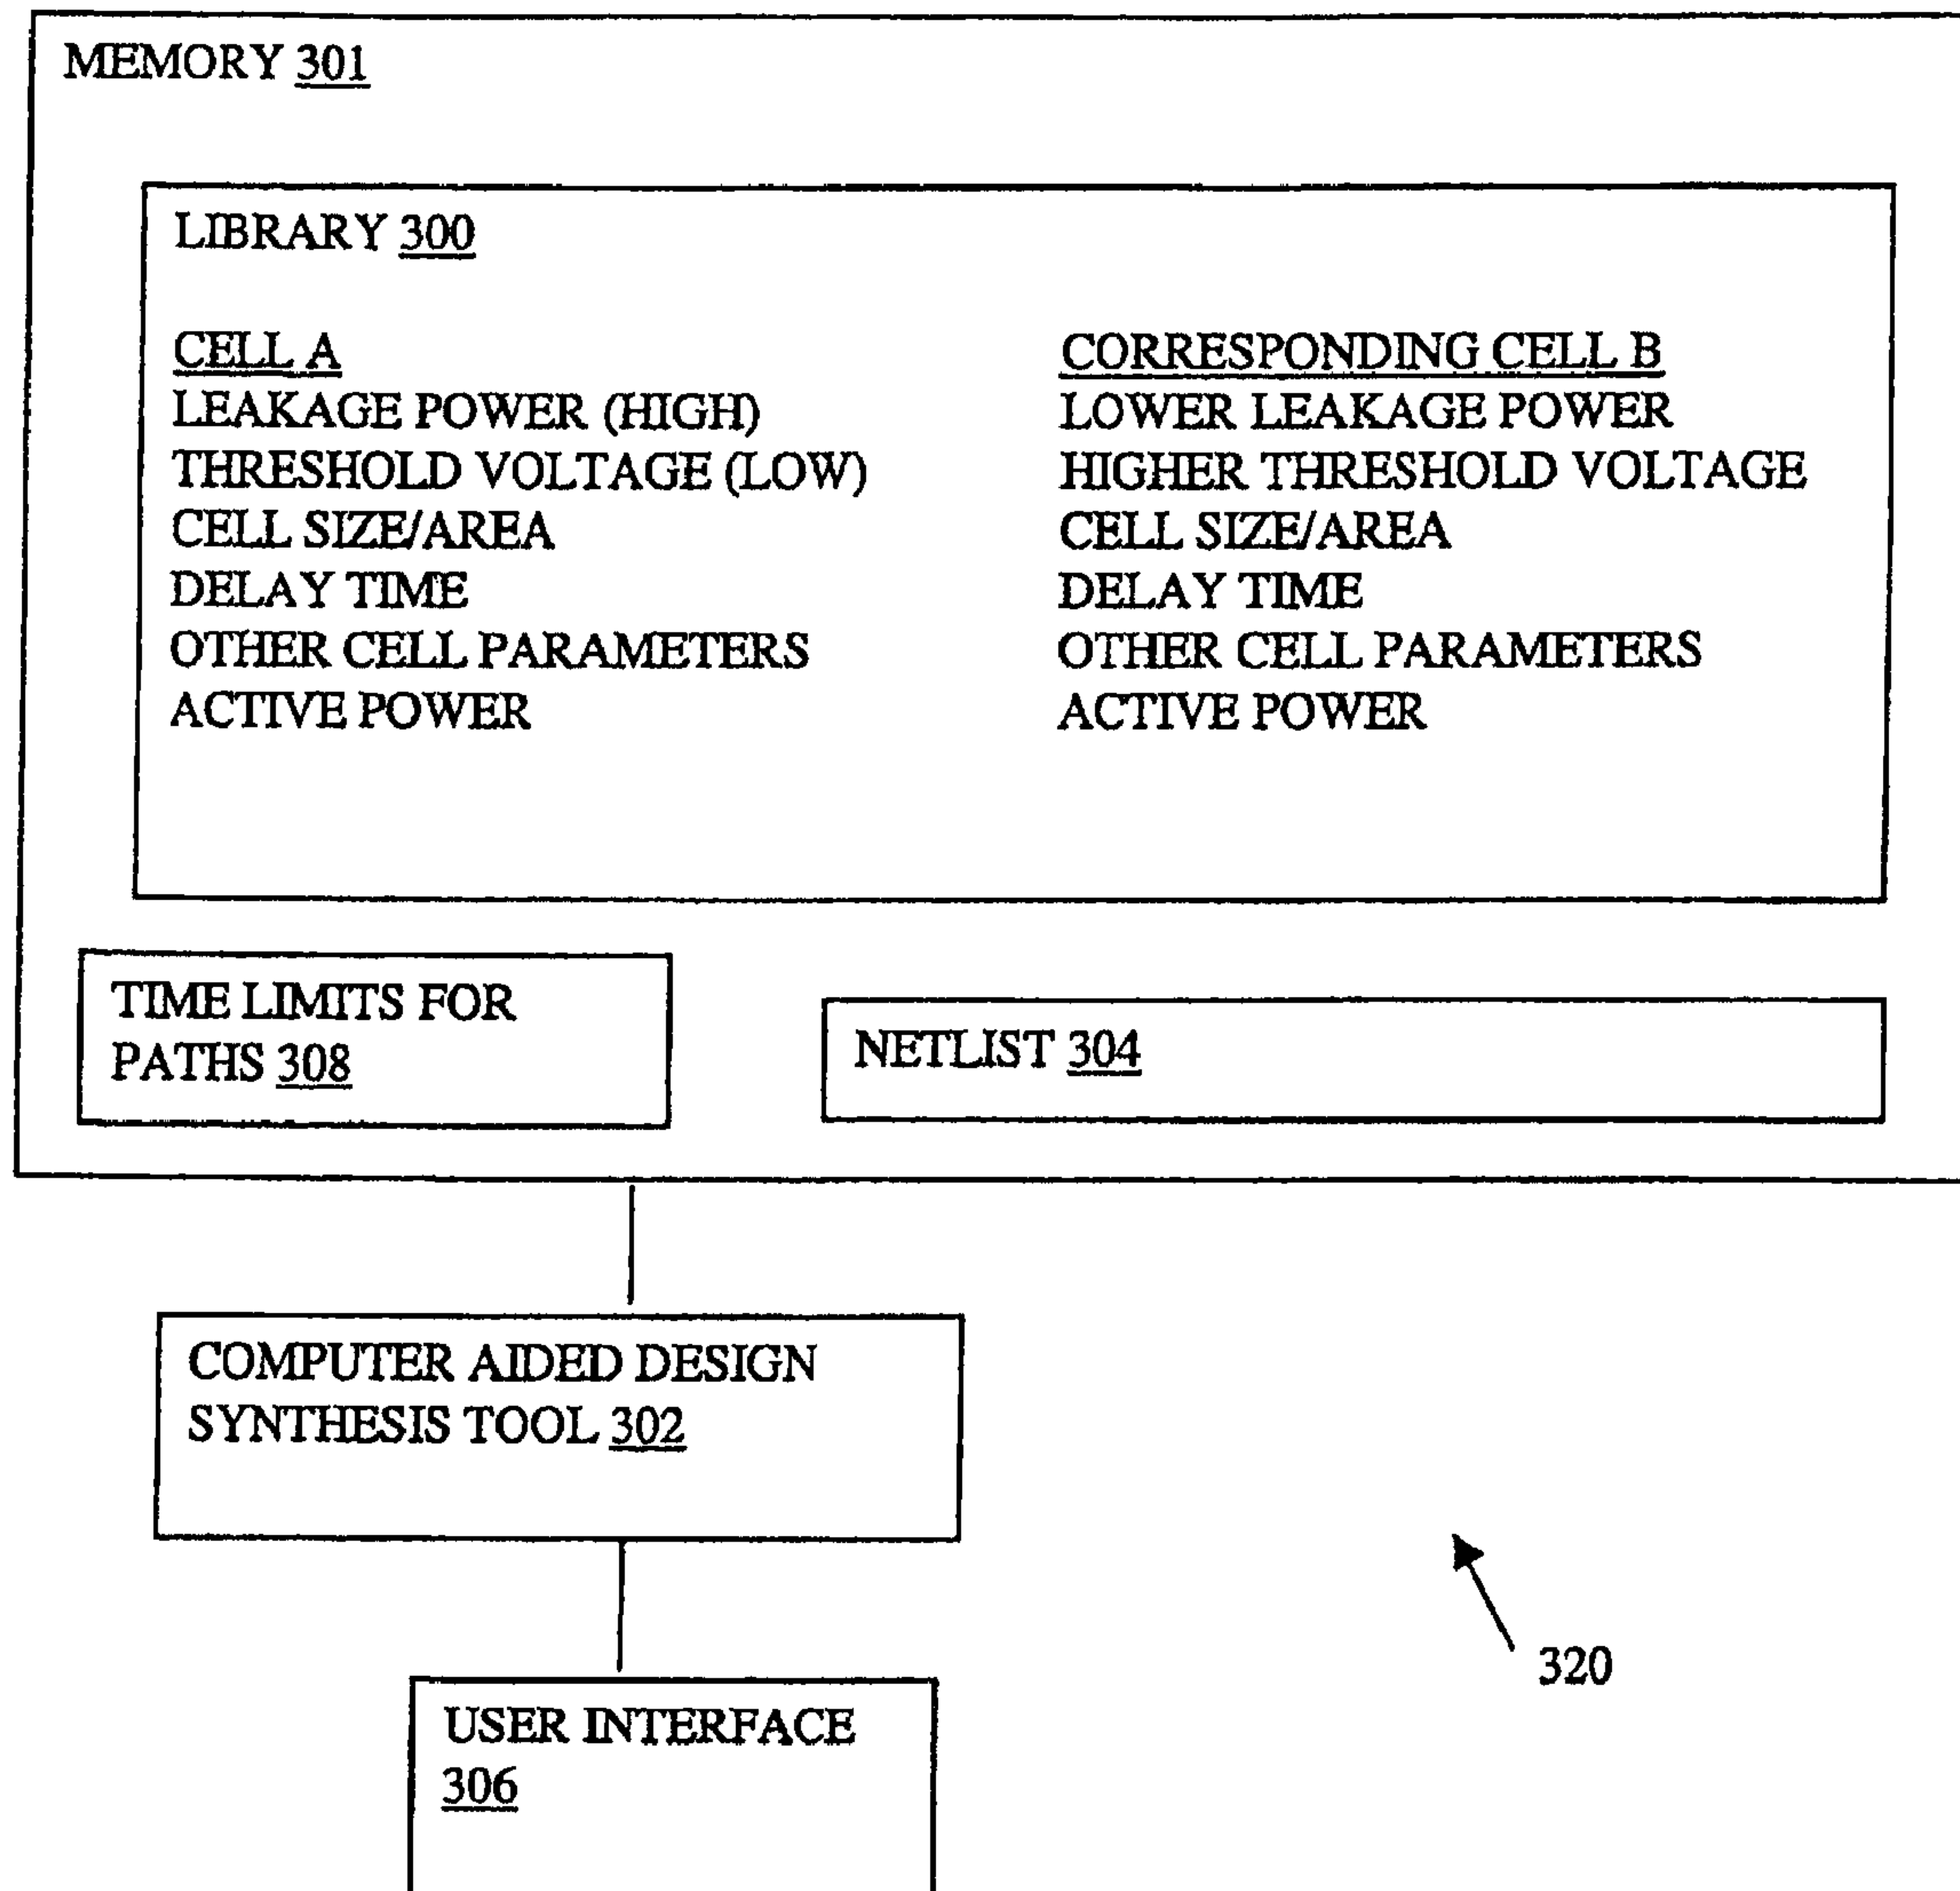 MEMORY 301
LIBRARY 300
CELL A
LEAKAGE POWER (HIGH)
THRESHOLD VOLTAGE (LOW)
CELL SIZE/AREA
DELAY TIME
OTHER CELL PARAMETERS
ACTIVE POWER
CORRESPONDING CELL B
LOWER LEAKAGE POWER
HIGHER THRESHOLD VOLTAGE
CELL SIZE/AREA
DELAY TIME
OTHER CELL PARAMETERS
ACTIVE POWER
TIME LIMITS FOR
PATHS 308
NETLIST 304
COMPUTER AIDED DESIGN
SYNTHESIS TOOL 302
320
USER INTERFACE
306